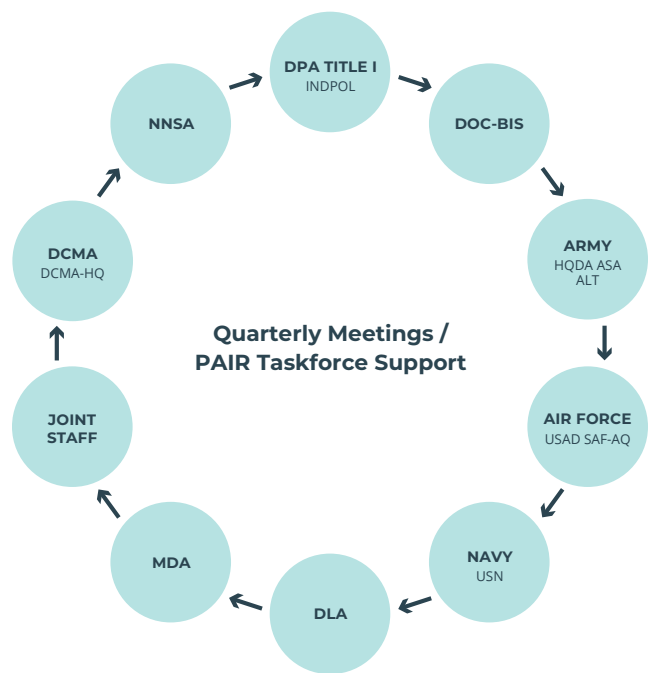 DPA TITLE I
INDPOL
DOC-BIS
ARMY
HQDA ASA
ALT
AIR FORCE
USAD SAF-AQ
NAVY
USN
DLA
MDA
JOINT
STAFF
DCMA
DCMA-HQ
NNSA
Quarterly Meetings /
PAIR Taskforce Support